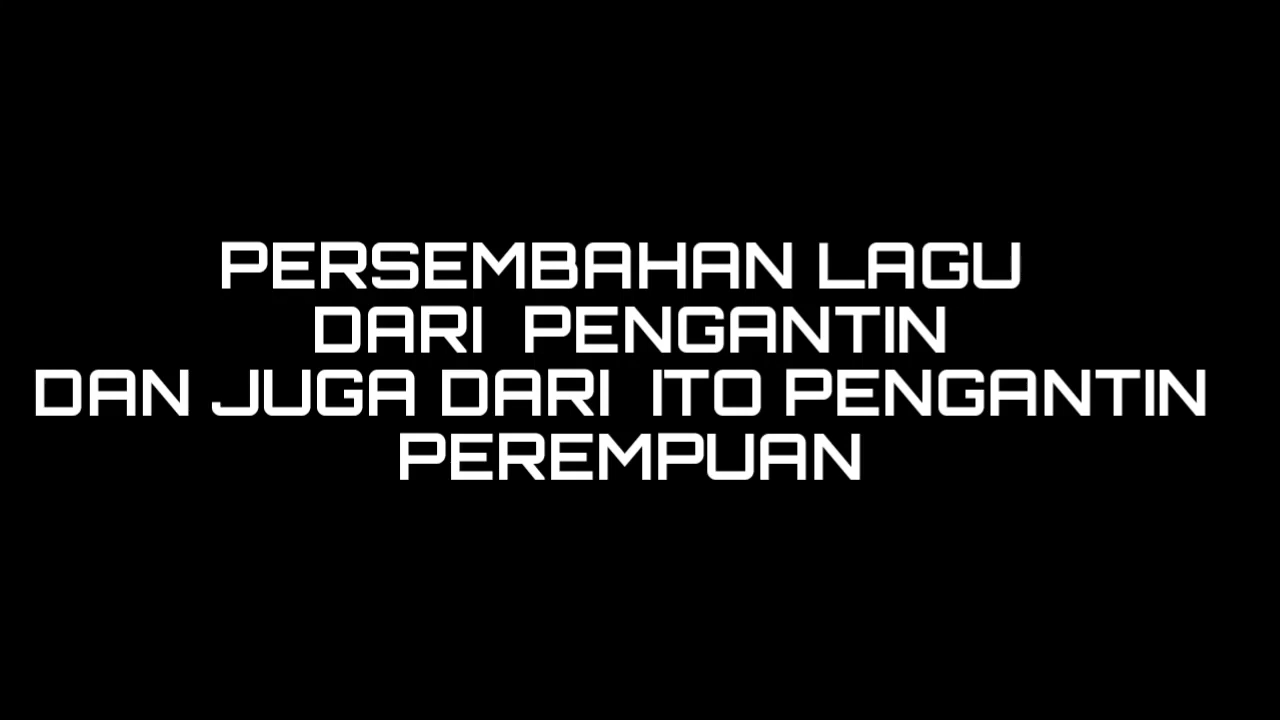 PERSEMBAHAN LAGU
DARI PENGANTIN
DAN JUGA DARI ITO PENGANTIN
PEREMPUAN